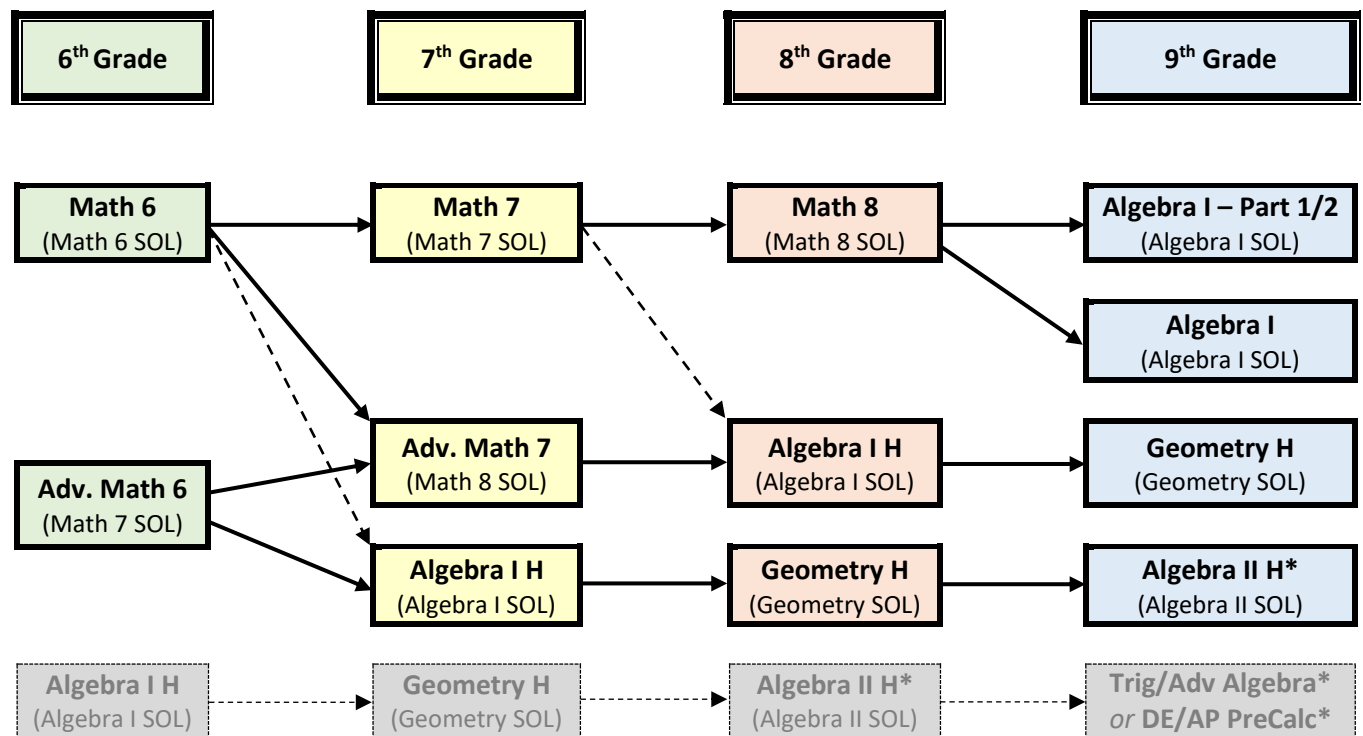 6th Grade
7th Grade
8th Grade
9th Grade
Math 6
(Math 6 SOL)
Math 7
(Math 7 SOL)
Math 8
(Math 8 SOL)
Algebra I – Part 1/2
(Algebra I SOL)
Algebra I
(Algebra I SOL)
Adv. Math 6
(Math 7 SOL)
Adv. Math 7
(Math 8 SOL)
Algebra I H
(Algebra I SOL)
Geometry H
(Geometry SOL)
Algebra I H
(Algebra I SOL)
Geometry H
(Geometry SOL)
Algebra II H*
(Algebra II SOL)
Algebra I H
(Algebra I SOL)
Geometry H
(Geometry SOL)
Algebra II H*
(Algebra II SOL)
Trig/Adv Algebra*
or DE/AP PreCalc*